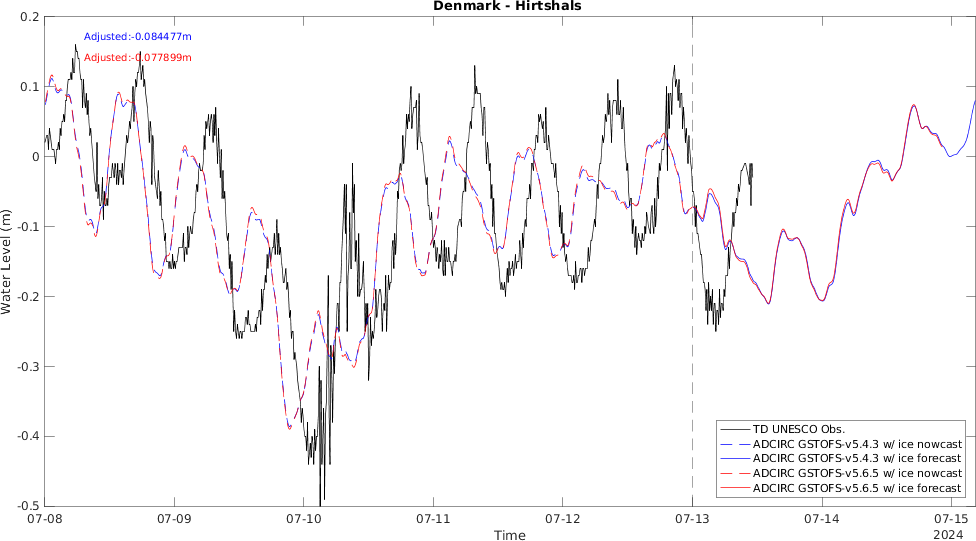 Denmark - Hirtshals
Adjusted:-0.084477m
Adjusted:-0.077899m
0.2
0.1
0
-0.1
-0.2
-0.3
-0.4
-0.5
Water Level (m)
07-08
07-09
07-10
07-11
07-12
07-13
07-14
07-15
Time
2024
TD UNESCO Obs.
ADCIRC GSTOFS-v5.4.3 w/ ice nowcast
ADCIRC GSTOFS-v5.4.3 w/ ice forecast
ADCIRC GSTOFS-v5.6.5 w/ ice nowcast
ADCIRC GSTOFS-v5.6.5 w/ ice forecast